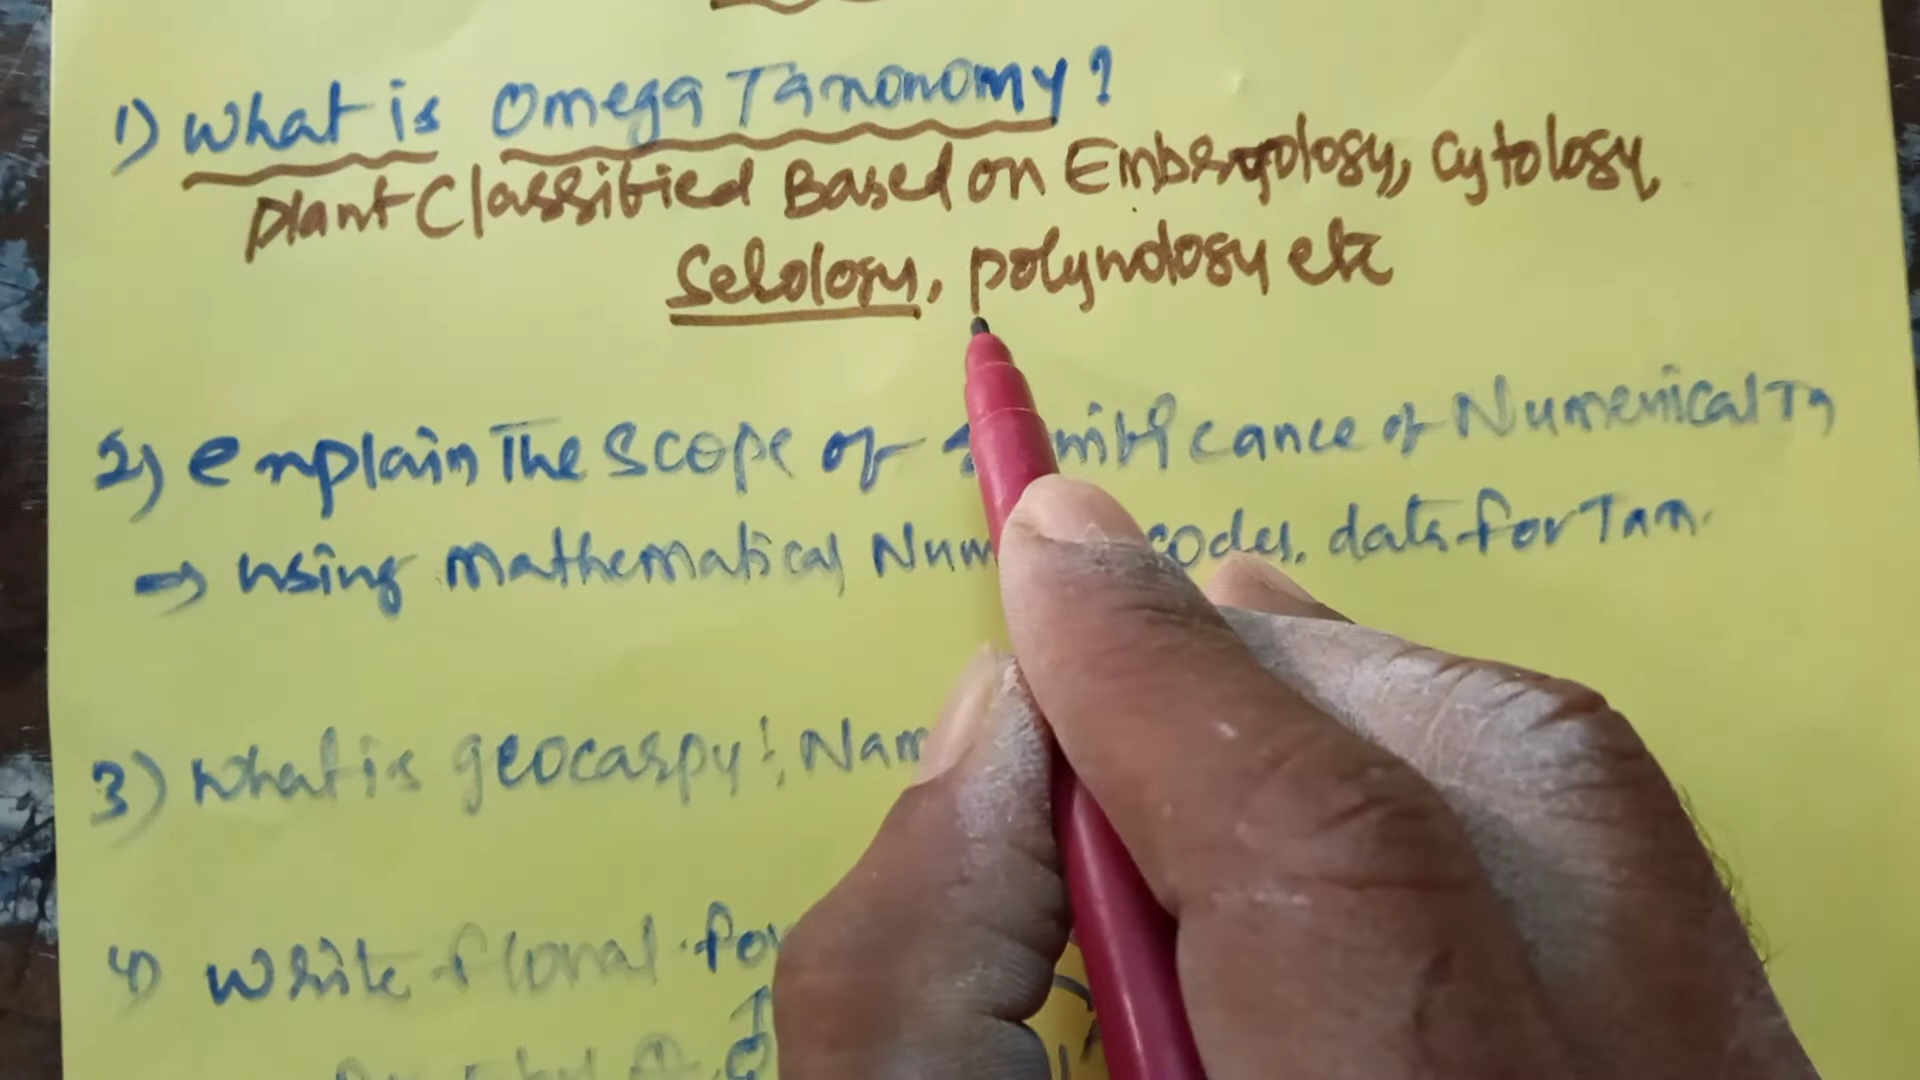 1) What is Omega Taxonomy?
Plant Classified Based on Embryology, Cytology,
Serology, polynology etc
2) explain The scope of significance of Numerical Ta
→ using Mathematical Num codes, data for Tax.
3) What is geocarpy? Nam
4) Write floral for